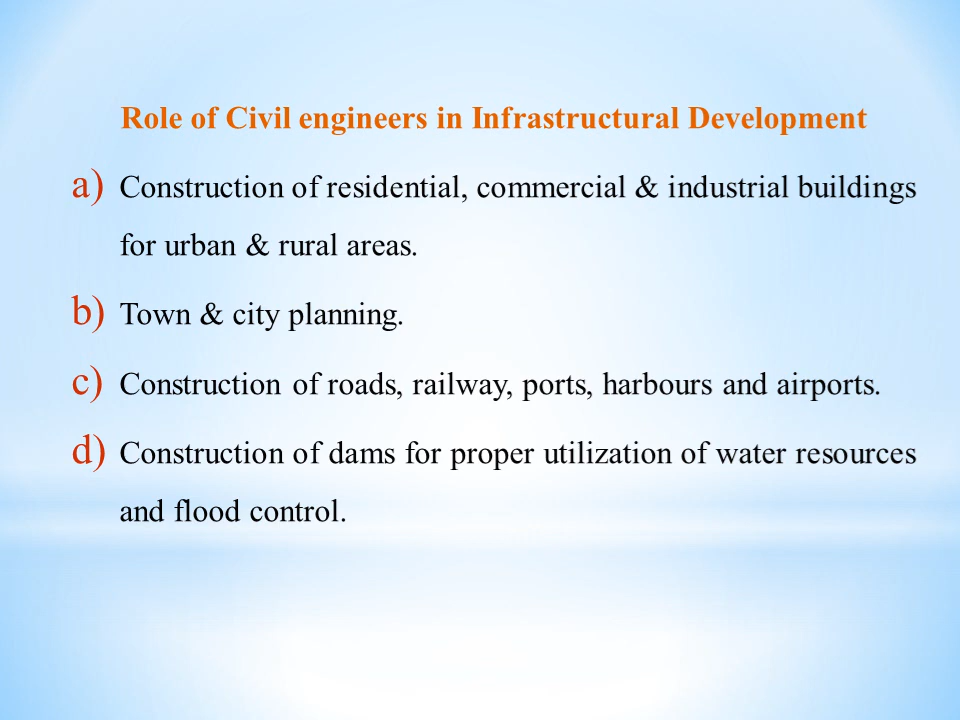 Role of Civil engineers in Infrastructural Development
a) Construction of residential, commercial & industrial buildings
for urban & rural areas.
b) Town & city planning.
c) Construction of roads, railway, ports, harbours and airports.
d) Construction of dams for proper utilization of water resources
and flood control.